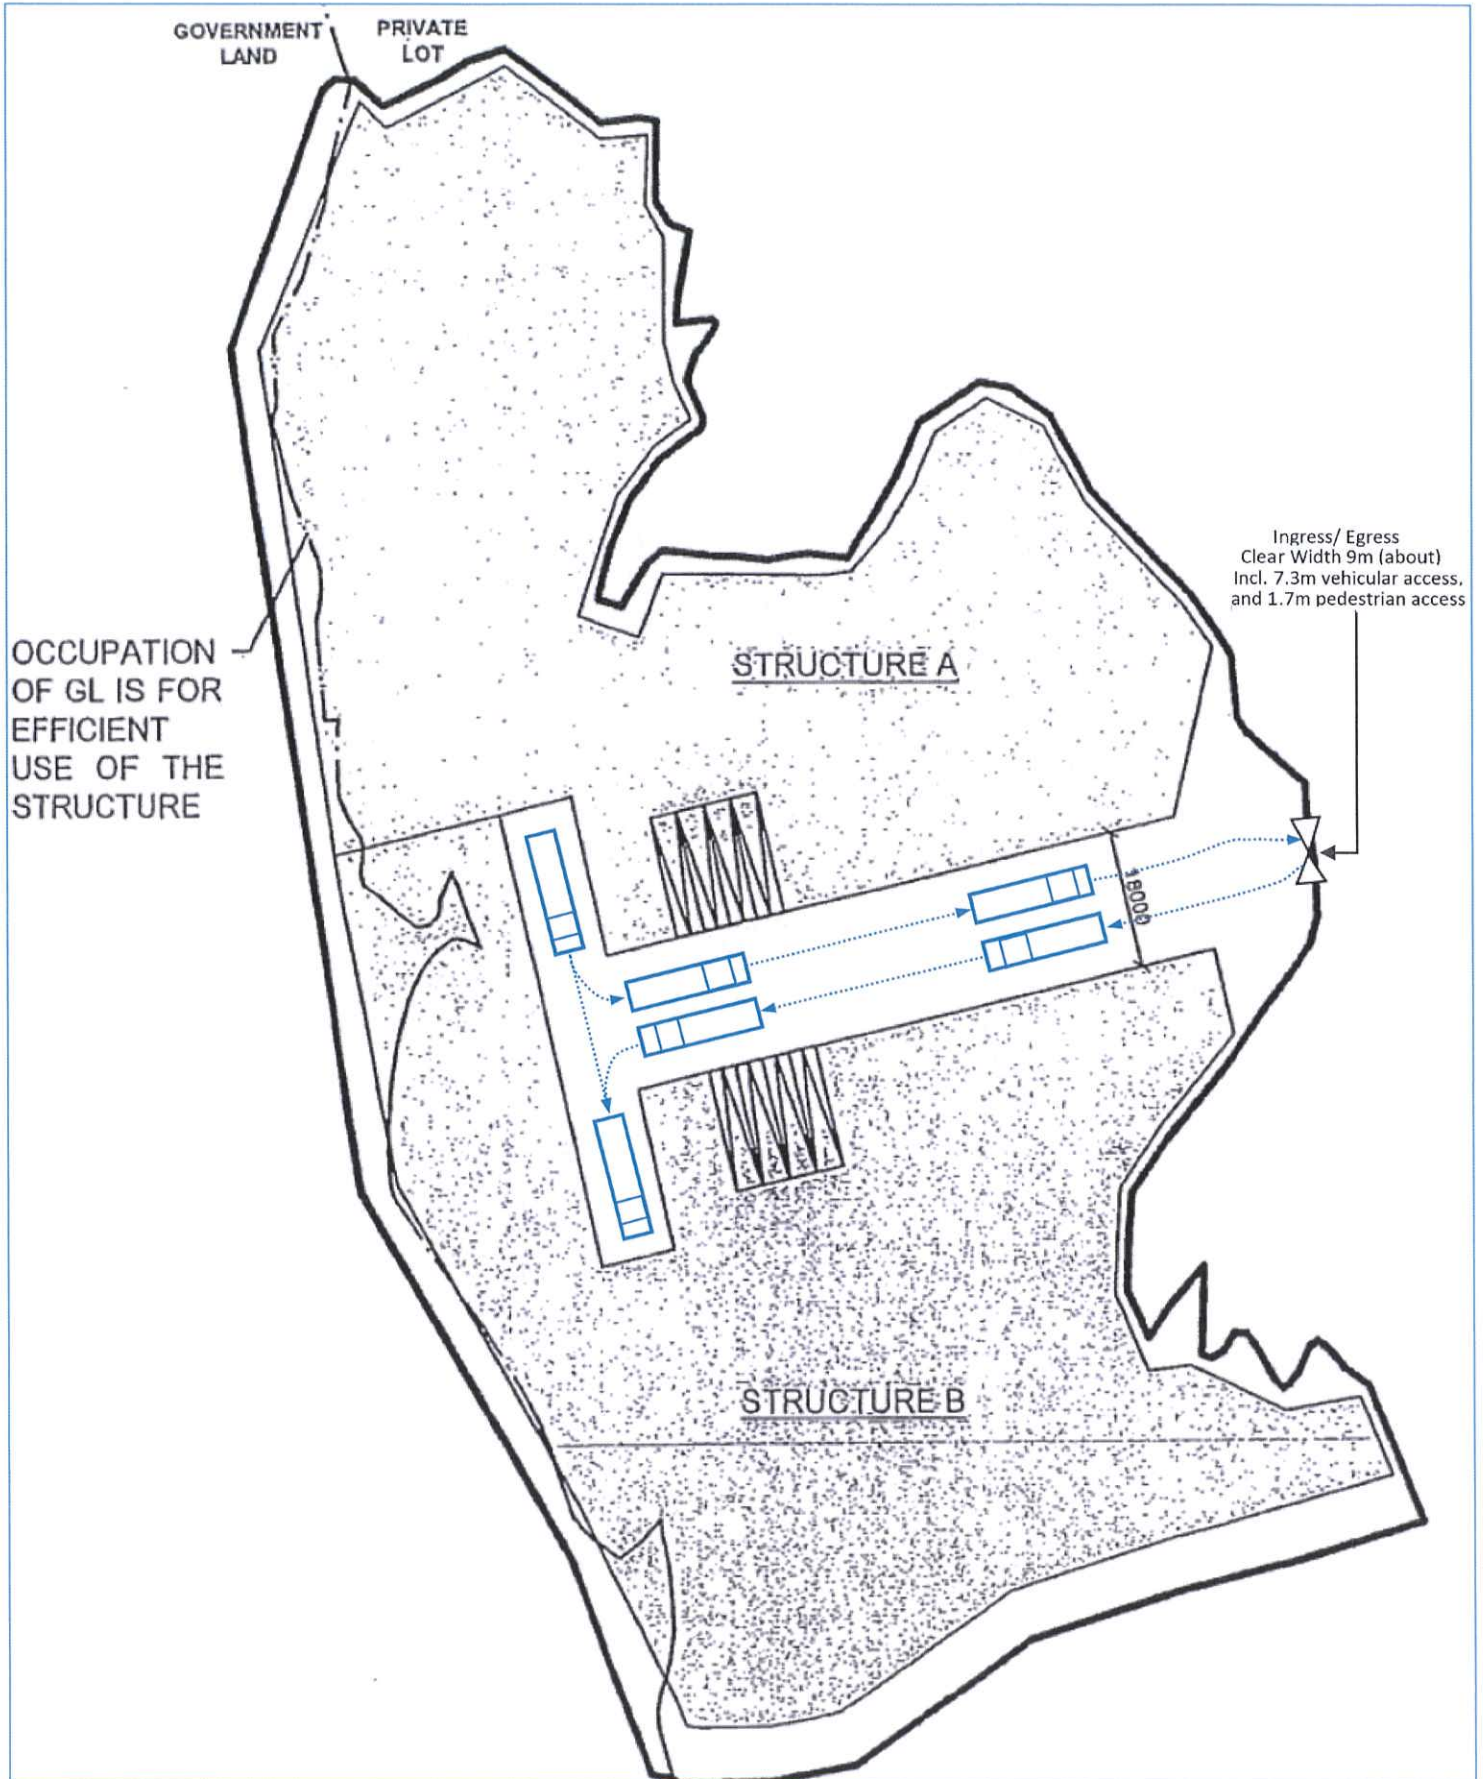 GOVERNMENT
LAND
PRIVATE
LOT
Ingress/ Egress
Clear Width 9m (about)
Incl. 7.3m vehicular access,
and 1.7m pedestrian access
OCCUPATION
OF GL IS FOR
EFFICIENT
USE OF THE
STRUCTURE
STRUCTURE A
18000
STRUCTURE B